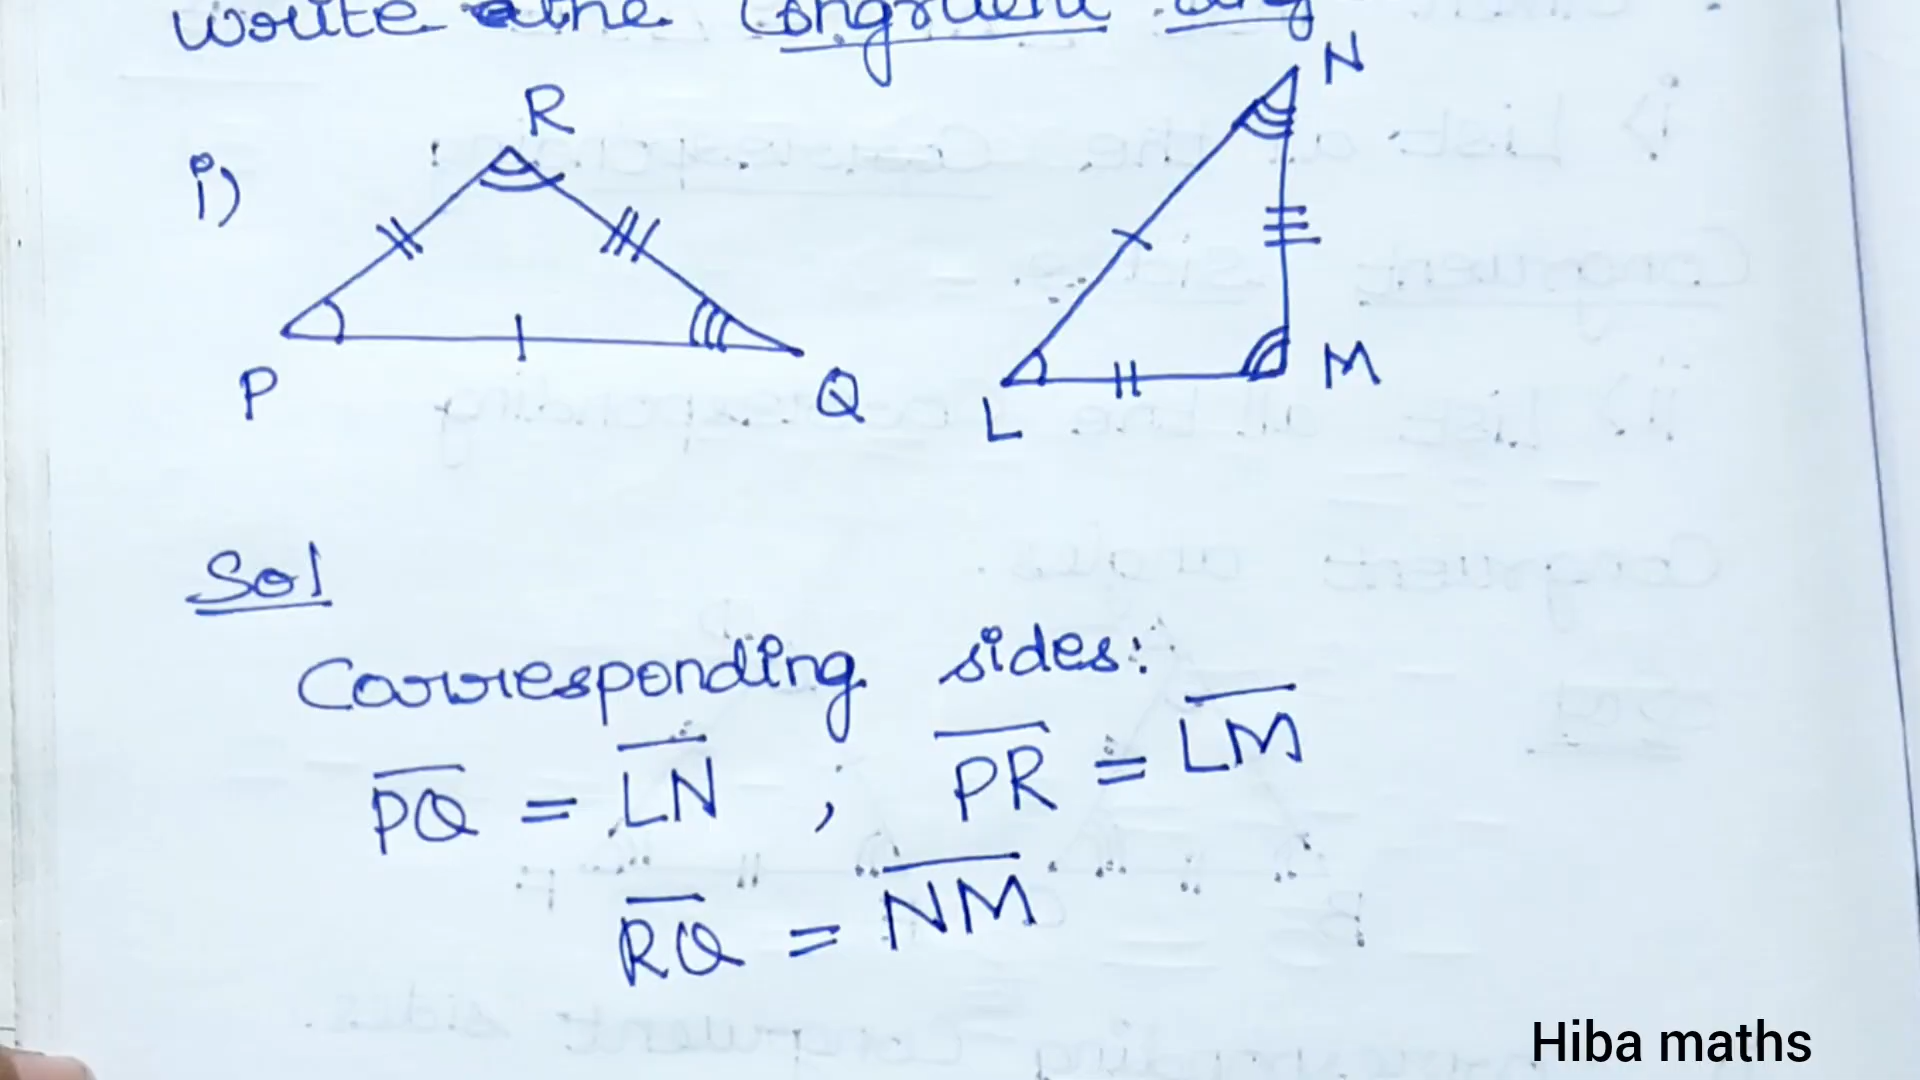 write the Congruent
N
R
i)
P
Q
L
M
Sol
Corresponding sides:
PQ = LN ; PR = LM
RQ = NM
Hiba maths